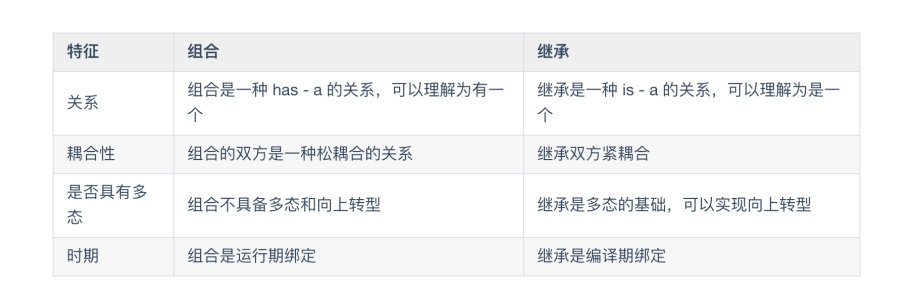 特征 组合 继承
关系 组合是一种 has - a 的关系，可以理解为有一个 继承是一种 is - a 的关系，可以理解为是一个
耦合性 组合的双方是一种松耦合的关系 继承双方紧耦合
是否具有多态 组合不具备多态和向上转型 继承是多态的基础，可以实现向上转型
时期 组合是运行期绑定 继承是编译期绑定